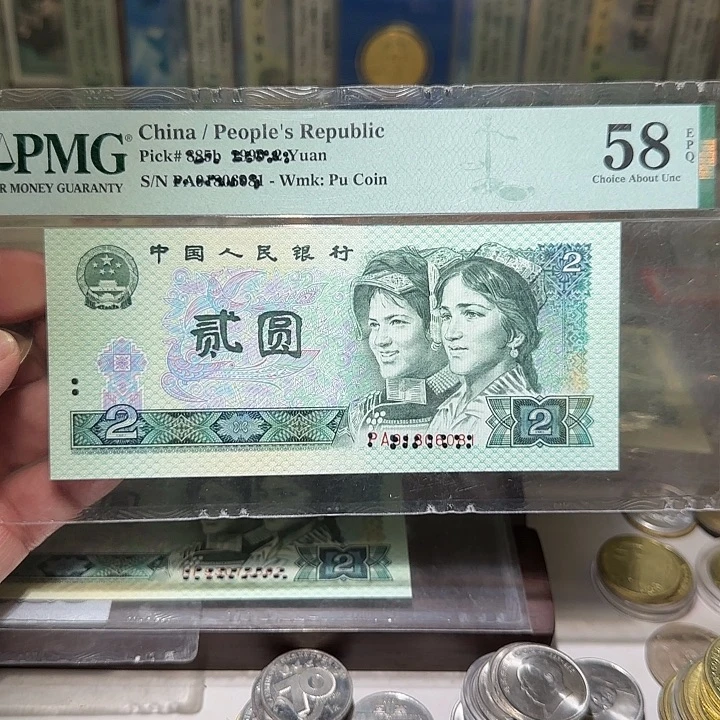 PMG®
R MONEY GUARANTY
China / People's Republic
Pick# Yuan
S/N - Wmk: Pu Coin
58
EPQ
Choice About Unc
中国人民银行
2
贰圆
2
2
2